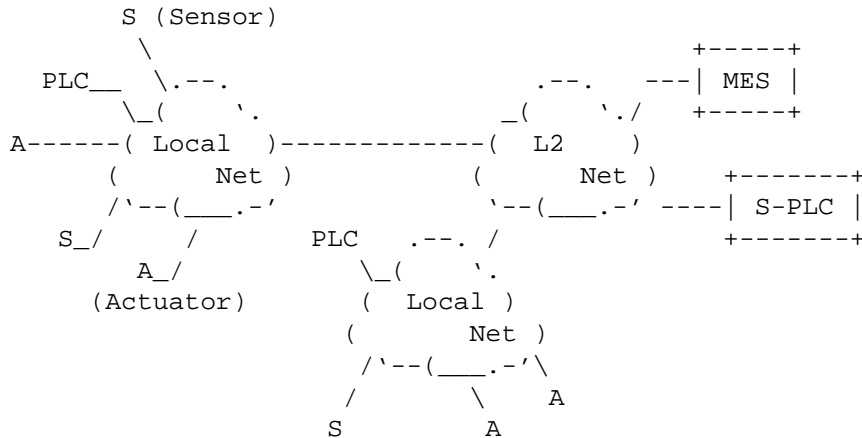 S (Sensor)
PLC MES
A Local L2
Net Net
S-PLC
S PLC
A
(Actuator) Local
Net
A
S A